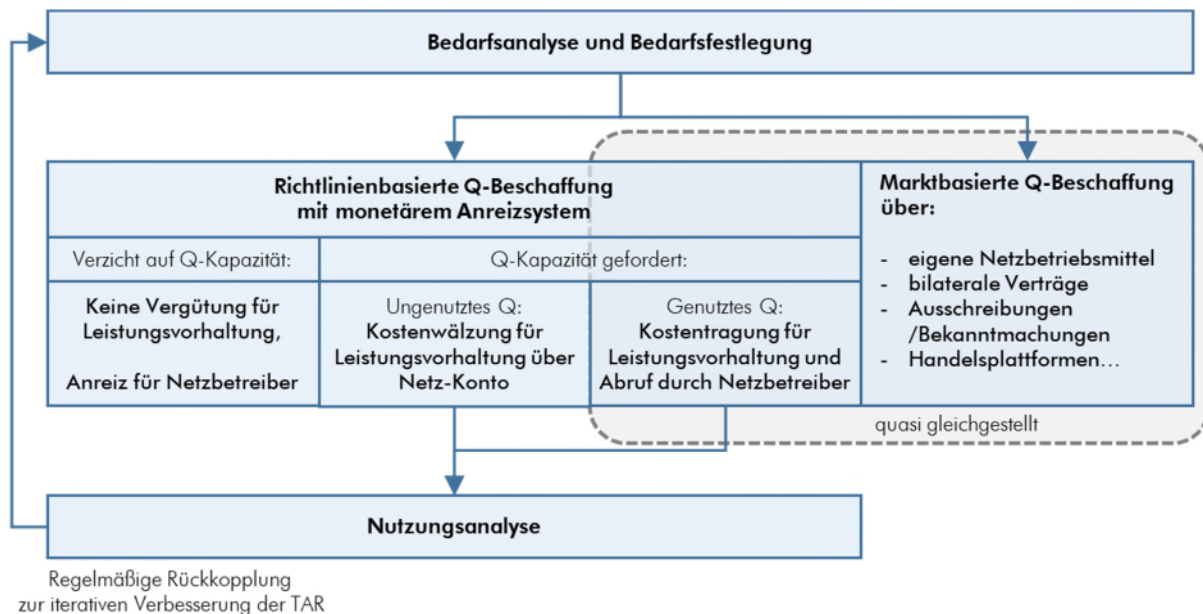 Bedarfsanalyse und Bedarfsfestlegung
Richtlinienbasierte Q-Beschaffung
mit monetärem Anreizsystem
Verzicht auf Q-Kapazität:
Q-Kapazität gefordert:
Keine Vergütung für
Leistungsvorhaltung,
Anreiz für Netzbetreiber
Ungenutztes Q:
Kostenwälzung für
Leistungsvorhaltung über
Netz-Konto
Genutztes Q:
Kostentragung für
Leistungsvorhaltung und
Abruf durch Netzbetreiber
Marktbasierte Q-Beschaffung
über:
- eigene Netzbetriebsmittel
- bilaterale Verträge
- Ausschreibungen
/Bekanntmachungen
- Handelsplattformen...
quasi gleichgestellt
Nutzungsanalyse
Regelmäßige Rückkopplung
zur iterativen Verbesserung der TAR